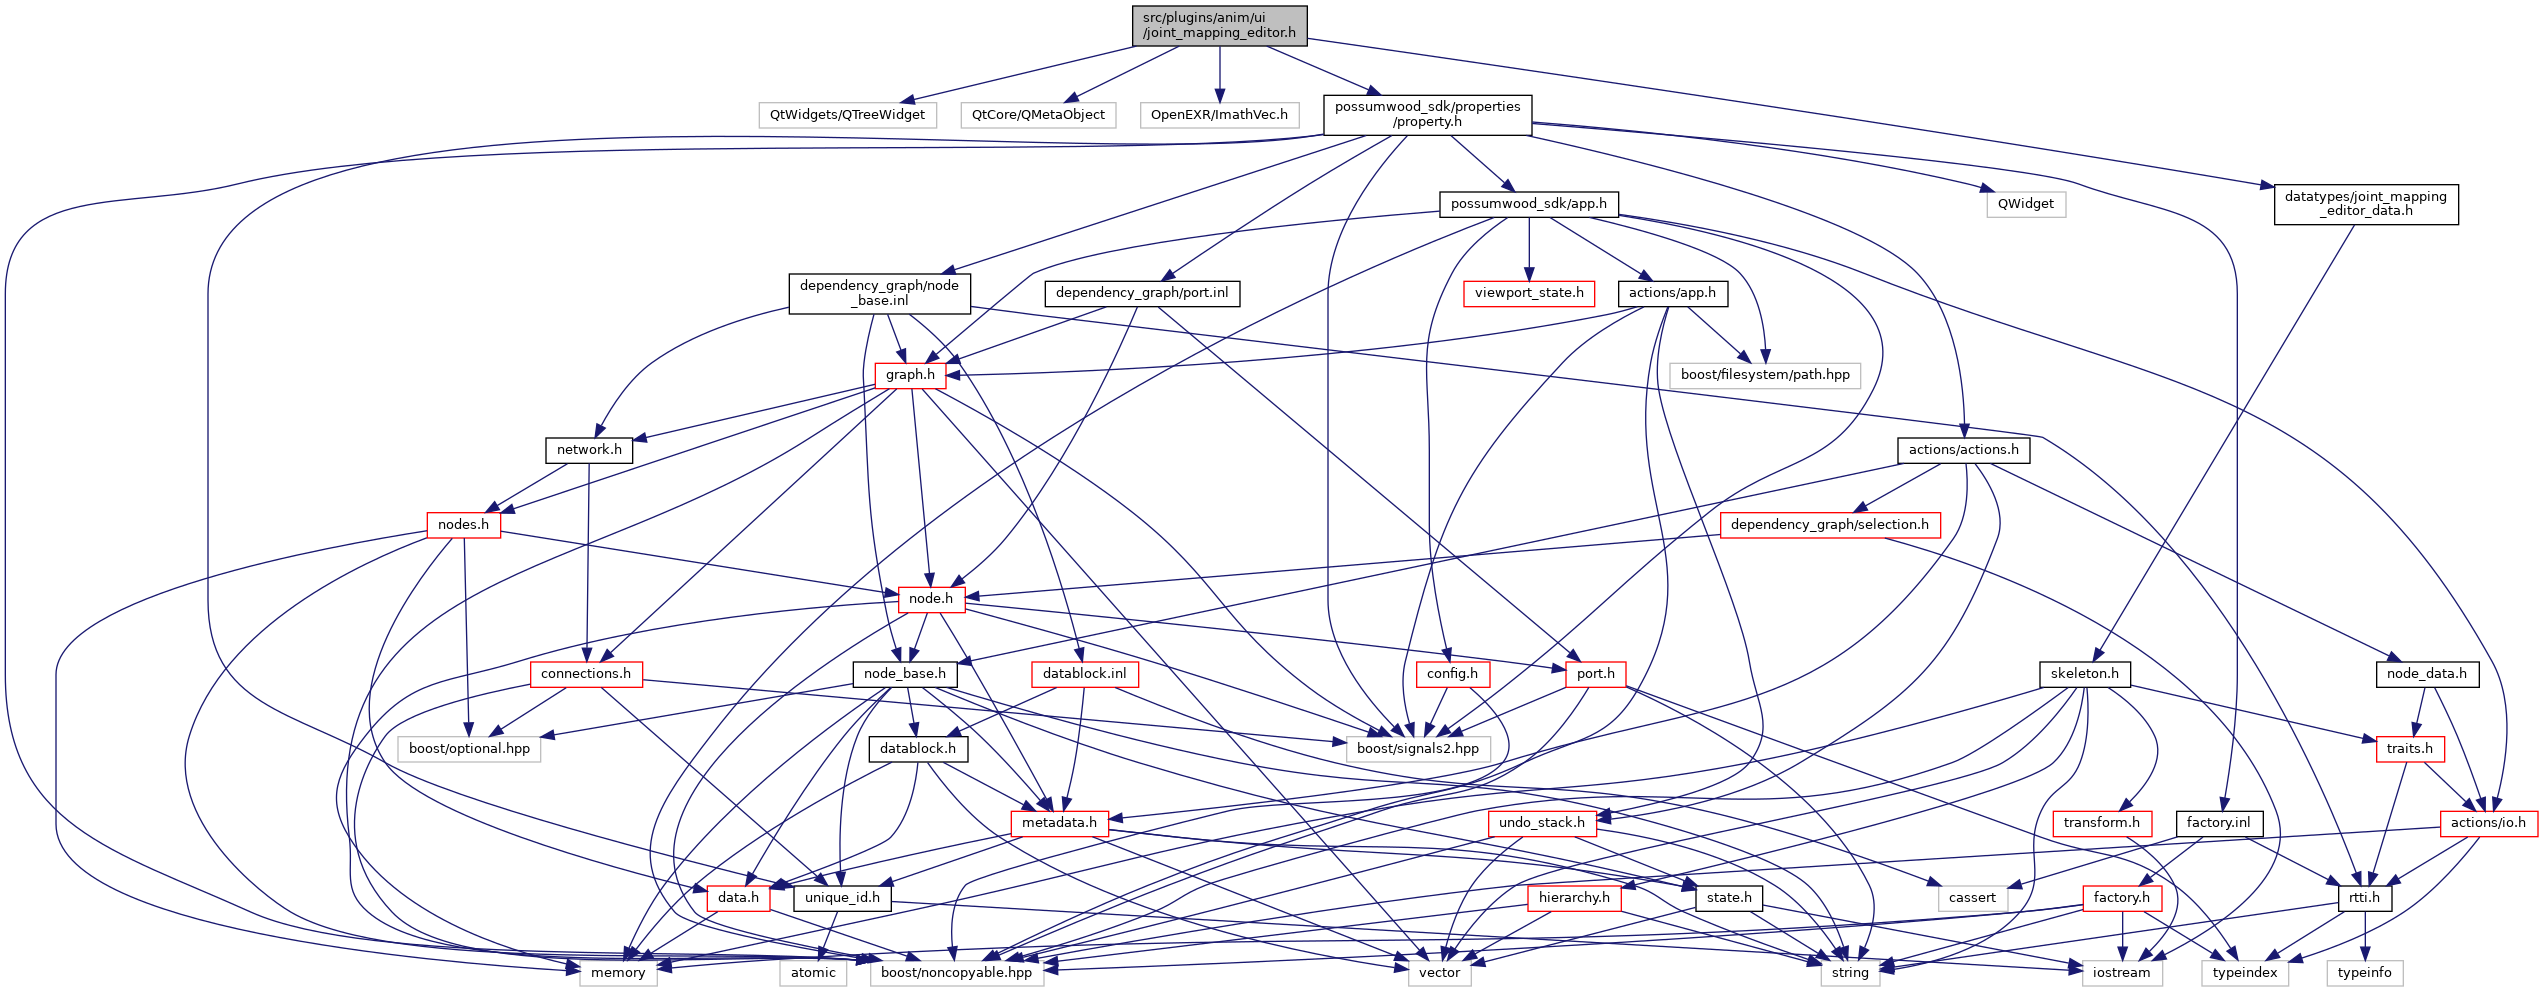 src/plugins/anim/ui
/joint_mapping_editor.h
QtWidgets/QTreeWidget
QtCore/QMetaObject
OpenEXR/ImathVec.h
possumwood_sdk/properties
/property.h
possumwood_sdk/app.h
QWidget
datatypes/joint_mapping
_editor_data.h
dependency_graph/node
_base.inl
dependency_graph/port.inl
viewport_state.h
actions/app.h
graph.h
boost/filesystem/path.hpp
network.h
actions/actions.h
nodes.h
dependency_graph/selection.h
node.h
connections.h
node_base.h
datablock.inl
config.h
port.h
skeleton.h
node_data.h
boost/optional.hpp
datablock.h
boost/signals2.hpp
traits.h
metadata.h
undo_stack.h
transform.h
factory.inl
actions/io.h
data.h
unique_id.h
hierarchy.h
state.h
cassert
factory.h
rtti.h
memory
atomic
boost/noncopyable.hpp
vector
string
iostream
typeindex
typeinfo